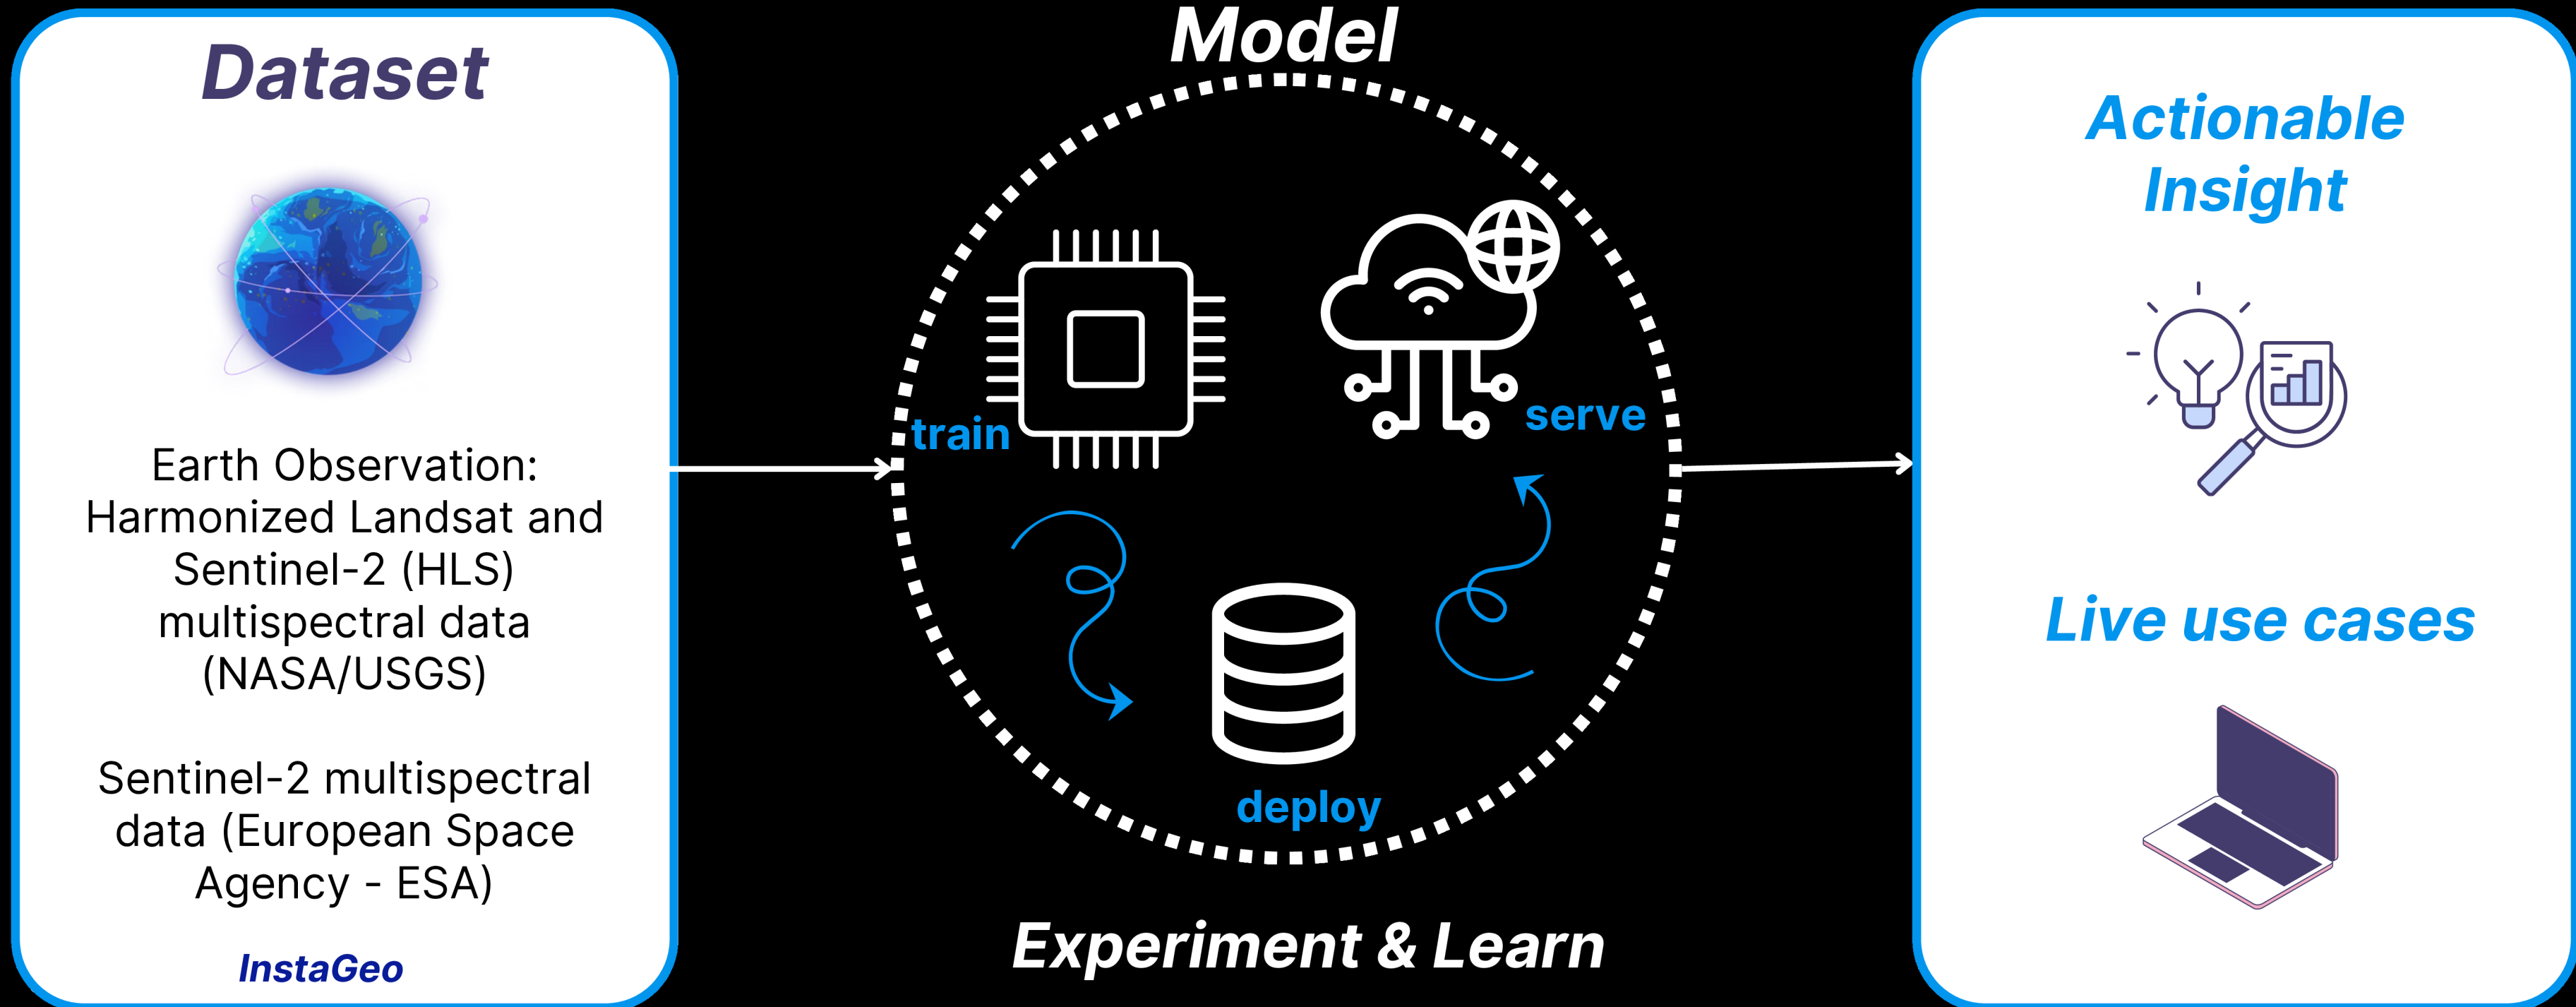 Dataset
Earth Observation:
Harmonized Landsat and
Sentinel-2 (HLS)
multispectral data
(NASA/USGS)
Sentinel-2 multispectral
data (European Space
Agency - ESA)
InstaGeo
Model
train
serve
deploy
Experiment & Learn
Actionable
Insight
Live use cases